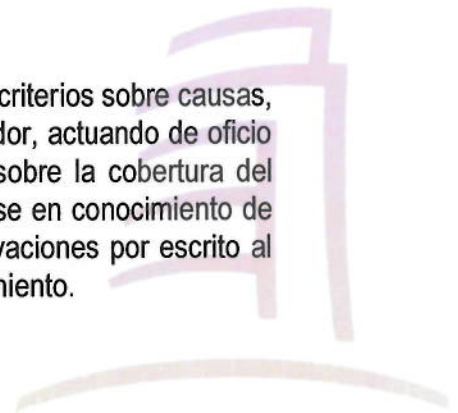 criterios sobre causas,
dor, actuando de oficio
sobre la cobertura del
se en conocimiento de
vaciones por escrito al
niento.